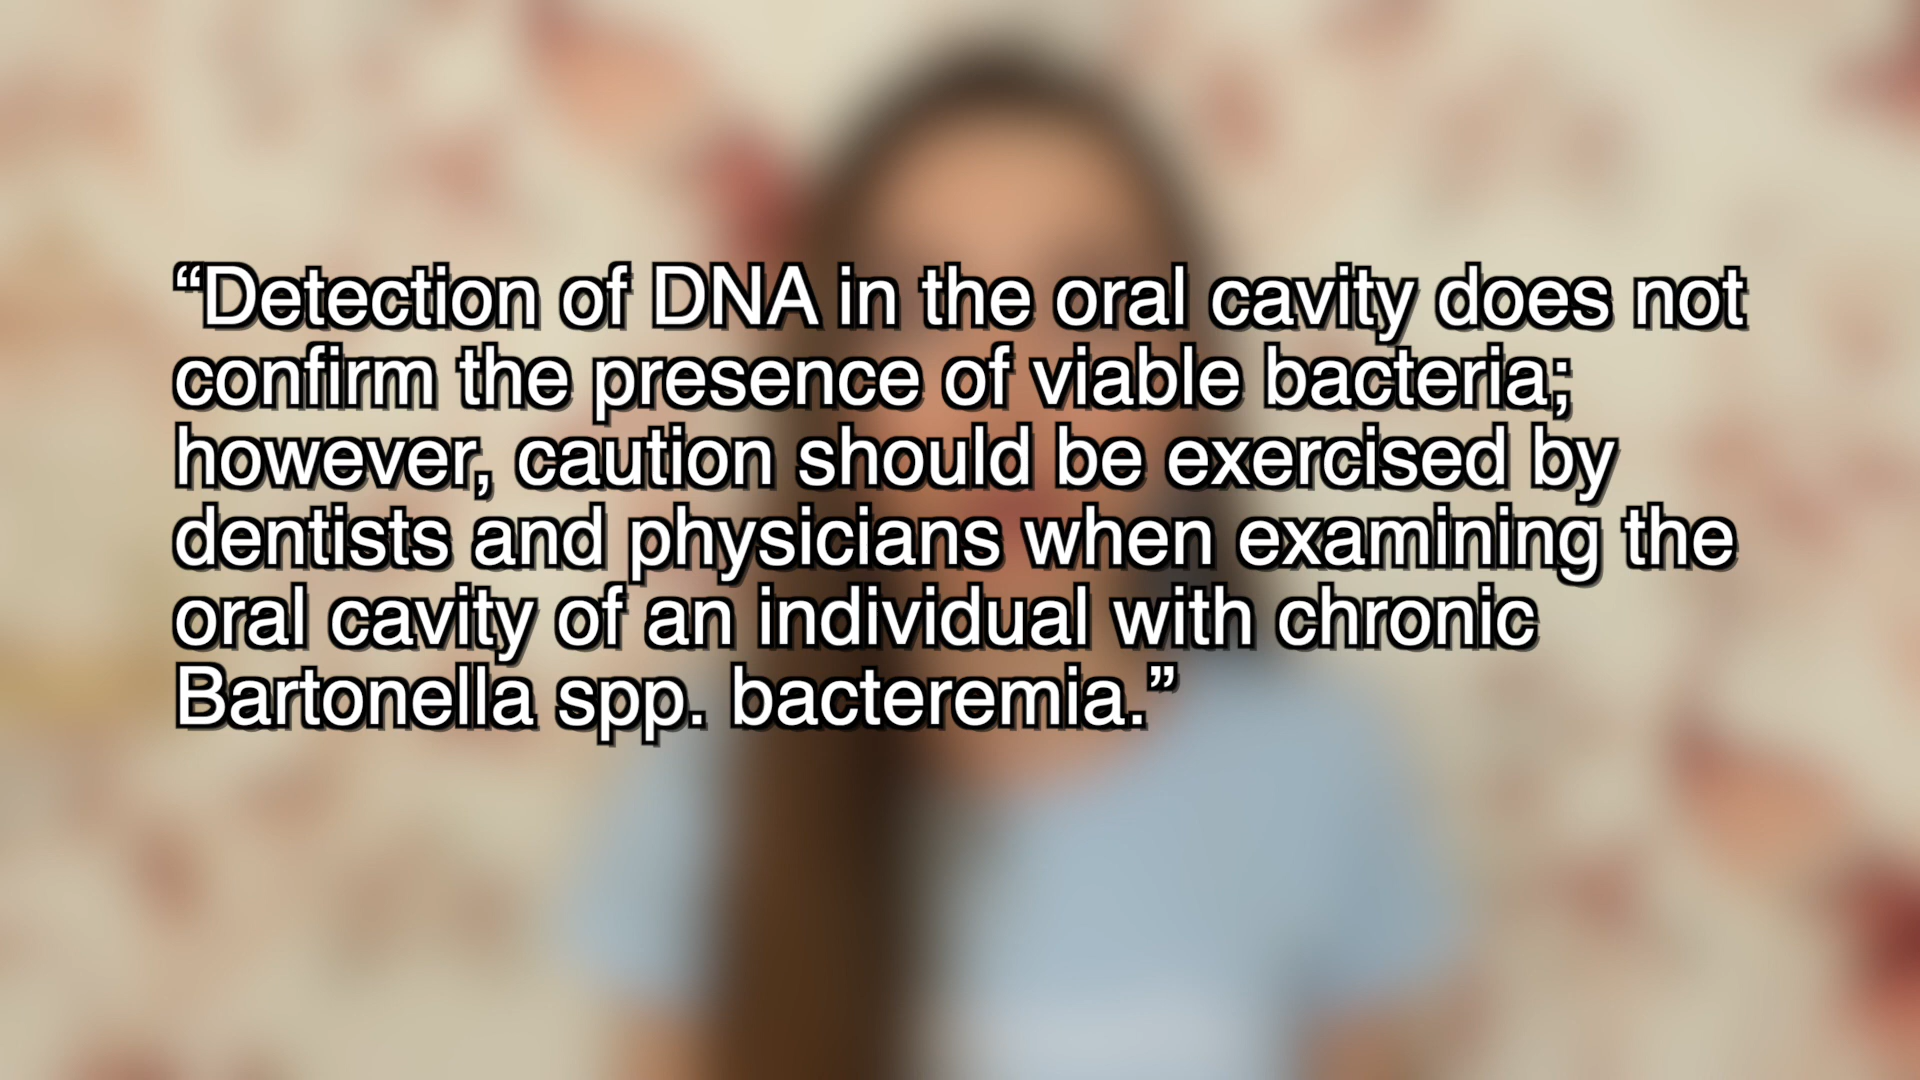 “Detection of DNA in the oral cavity does not
confirm the presence of viable bacteria;
however, caution should be exercised by
dentists and physicians when examining the
oral cavity of an individual with chronic
Bartonella spp. bacteremia.”